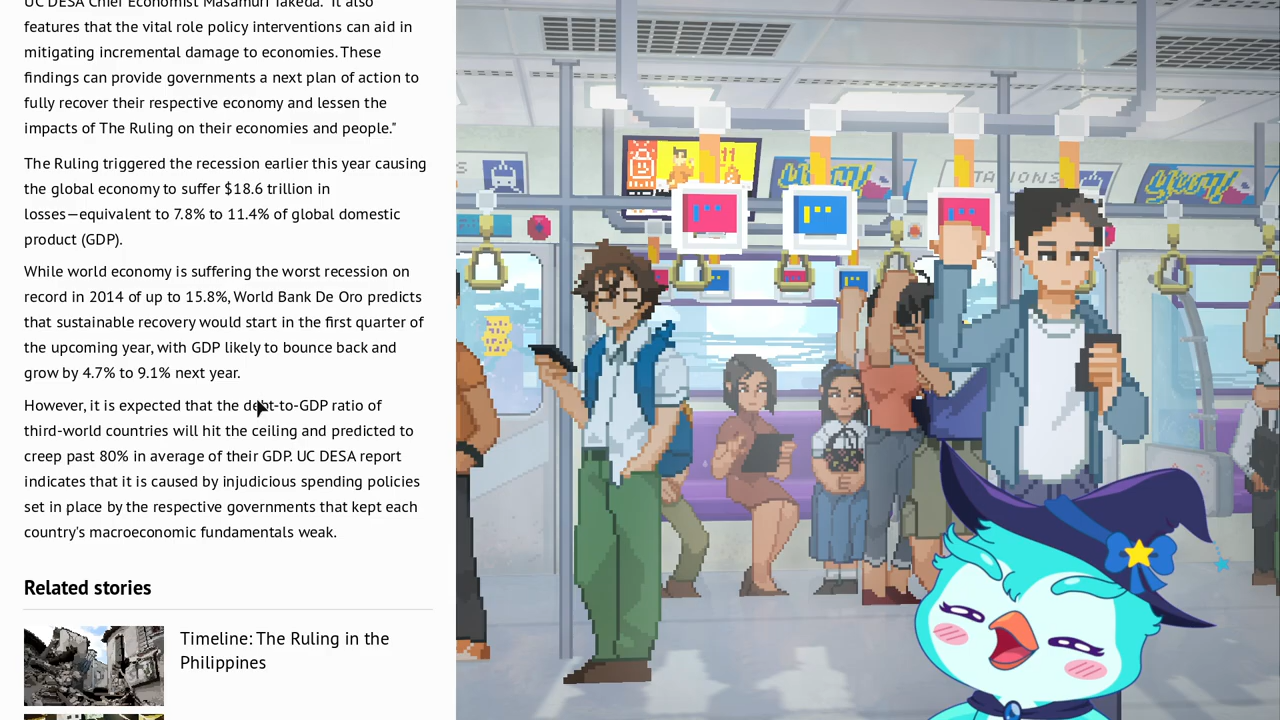 UC DESA Chief Economist Masamuri Takeda. "It also
features that the vital role policy interventions can aid in
mitigating incremental damage to economies. These
findings can provide governments a next plan of action to
fully recover their respective economy and lessen the
impacts of The Ruling on their economies and people."
The Ruling triggered the recession earlier this year causing
the global economy to suffer $18.6 trillion in
losses—equivalent to 7.8% to 11.4% of global domestic
product (GDP).
While world economy is suffering the worst recession on
record in 2014 of up to 15.8%, World Bank De Oro predicts
that sustainable recovery would start in the first quarter of
the upcoming year, with GDP likely to bounce back and
grow by 4.7% to 9.1% next year.
However, it is expected that the debt-to-GDP ratio of
third-world countries will hit the ceiling and predicted to
creep past 80% in average of their GDP. UC DESA report
indicates that it is caused by injudicious spending policies
set in place by the respective governments that kept each
country's macroeconomic fundamentals weak.
Related stories
Timeline: The Ruling in the
Philippines
Yum!
Yum!